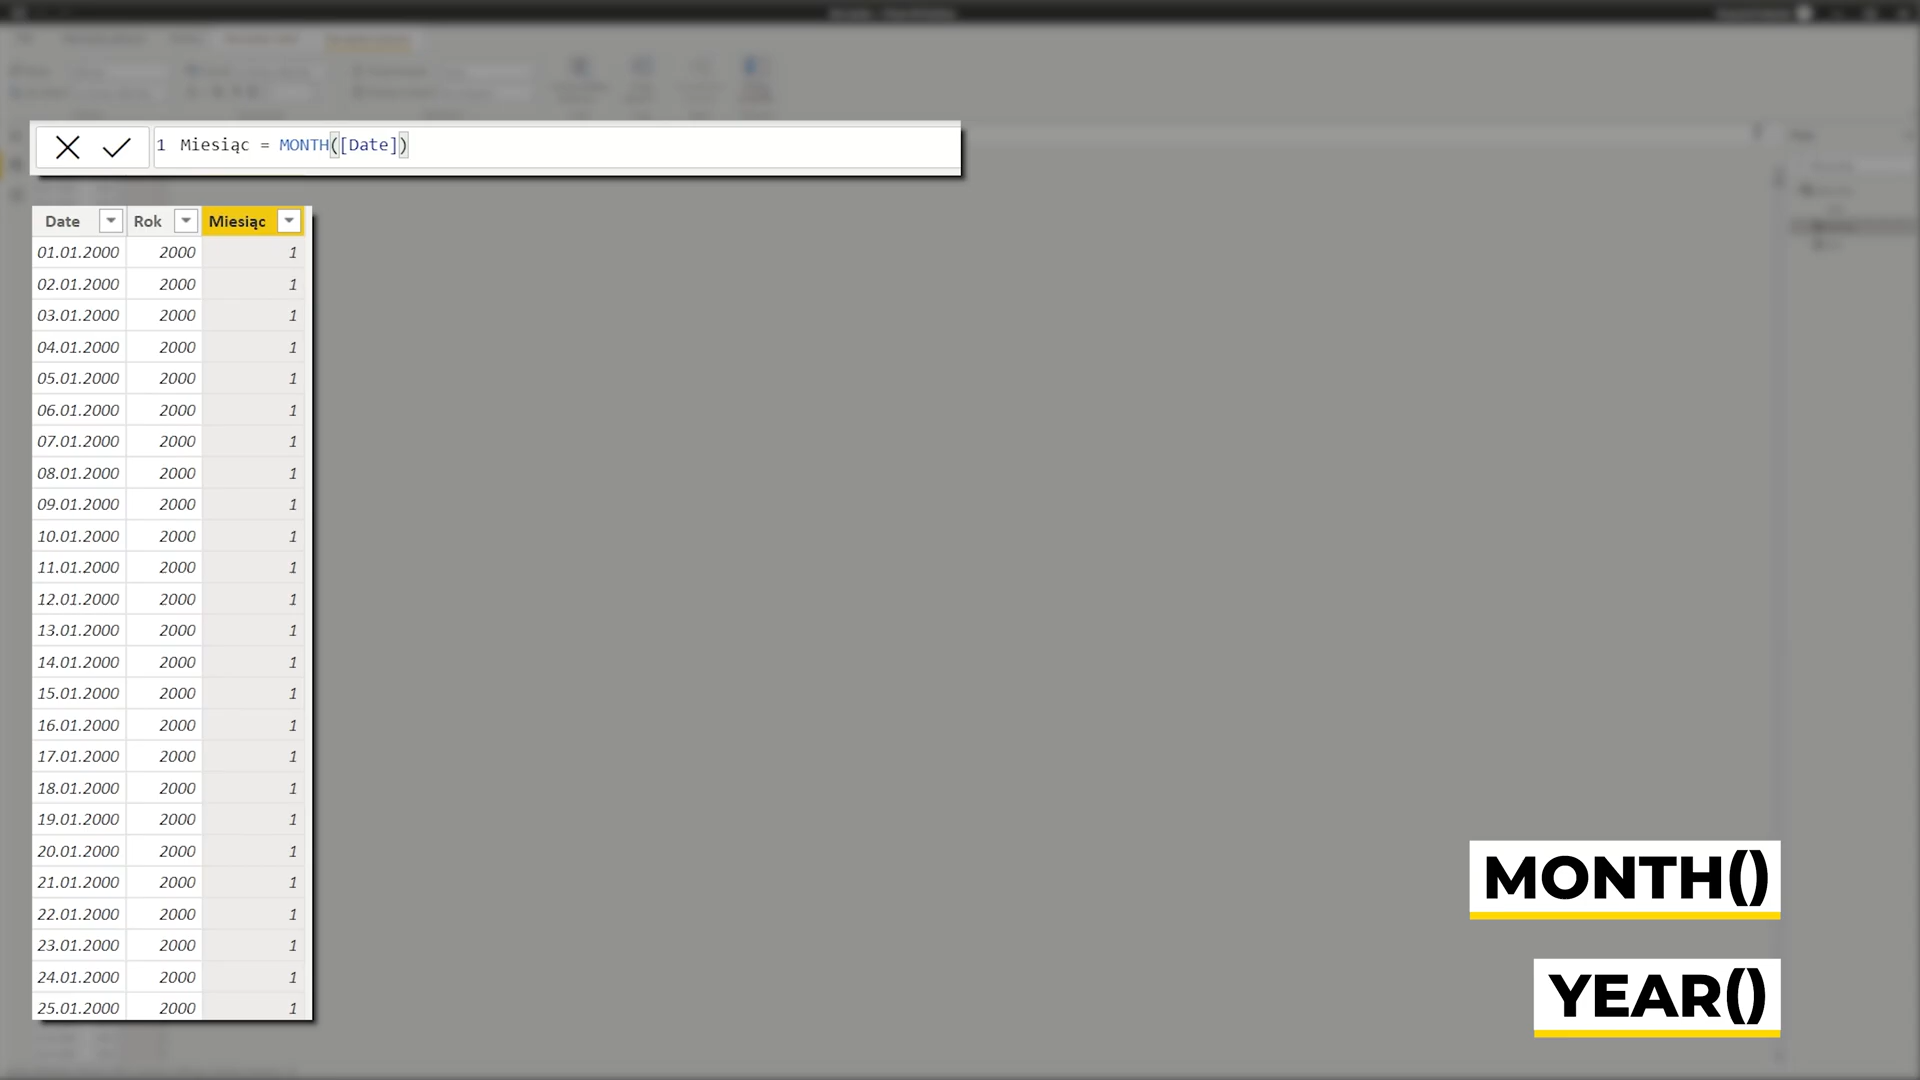 1 Miesiąc = MONTH([Date])
Date Rok Miesiąc
01.01.2000 2000 1
02.01.2000 2000 1
03.01.2000 2000 1
04.01.2000 2000 1
05.01.2000 2000 1
06.01.2000 2000 1
07.01.2000 2000 1
08.01.2000 2000 1
09.01.2000 2000 1
10.01.2000 2000 1
11.01.2000 2000 1
12.01.2000 2000 1
13.01.2000 2000 1
14.01.2000 2000 1
15.01.2000 2000 1
16.01.2000 2000 1
17.01.2000 2000 1
18.01.2000 2000 1
19.01.2000 2000 1
20.01.2000 2000 1
21.01.2000 2000 1
22.01.2000 2000 1
23.01.2000 2000 1
24.01.2000 2000 1
25.01.2000 2000 1
MONTH()
YEAR()